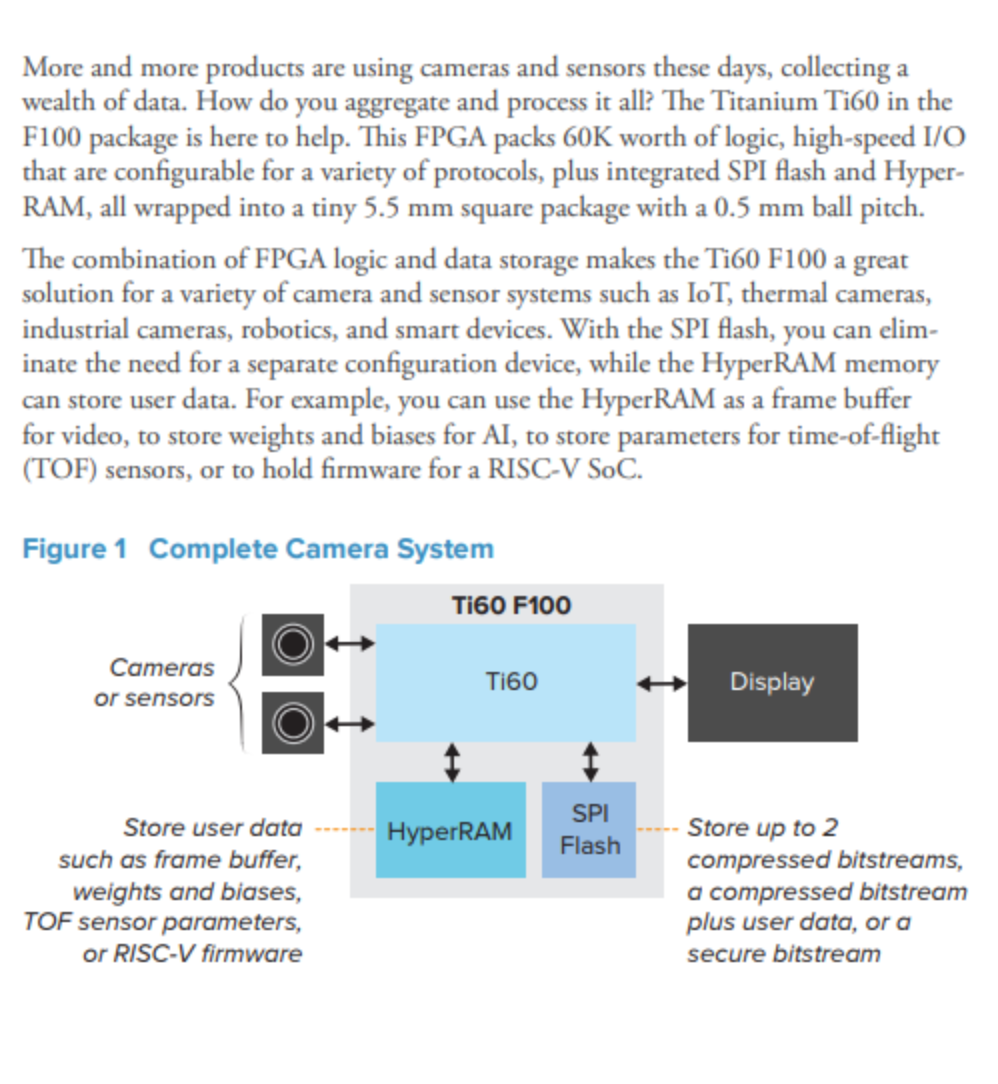 More and more products are using cameras and sensors these days, collecting a
wealth of data. How do you aggregate and process it all? The Titanium Ti60 in the
F100 package is here to help. This FPGA packs 60K worth of logic, high-speed I/O
that are configurable for a variety of protocols, plus integrated SPI flash and Hyper-
RAM, all wrapped into a tiny 5.5 mm square package with a 0.5 mm ball pitch.
The combination of FPGA logic and data storage makes the Ti60 F100 a great
solution for a variety of camera and sensor systems such as IoT, thermal cameras,
industrial cameras, robotics, and smart devices. With the SPI flash, you can elim-
inate the need for a separate configuration device, while the HyperRAM memory
can store user data. For example, you can use the HyperRAM as a frame buffer
for video, to store weights and biases for AI, to store parameters for time-of-flight
(TOF) sensors, or to hold firmware for a RISC-V SoC.
Figure 1 Complete Camera System
Ti60 F100
Cameras
or sensors
Ti60
Display
HyperRAM
SPI
Flash
Store user data
such as frame buffer,
weights and biases,
TOF sensor parameters,
or RISC-V firmware
Store up to 2
compressed bitstreams,
a compressed bitstream
plus user data, or a
secure bitstream